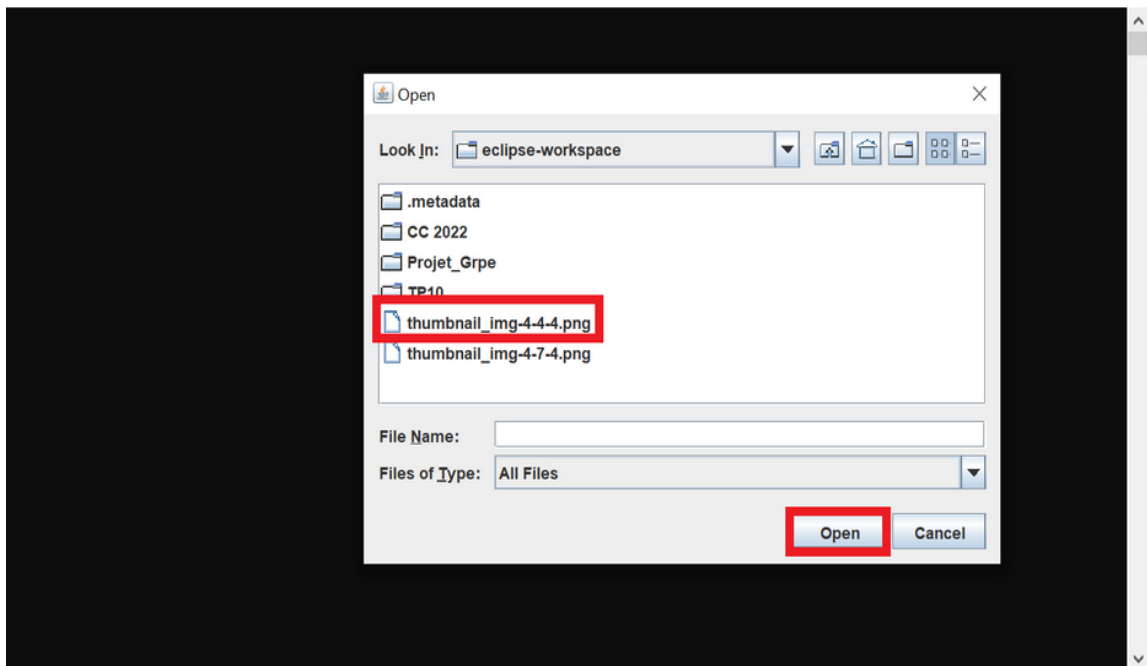 Open
Look In: eclipse-workspace
.metadata
CC 2022
Projet_Grpe
TP10
thumbnail_img-4-4-4.png
thumbnail_img-4-7-4.png
File Name:
Files of Type: All Files
Open Cancel